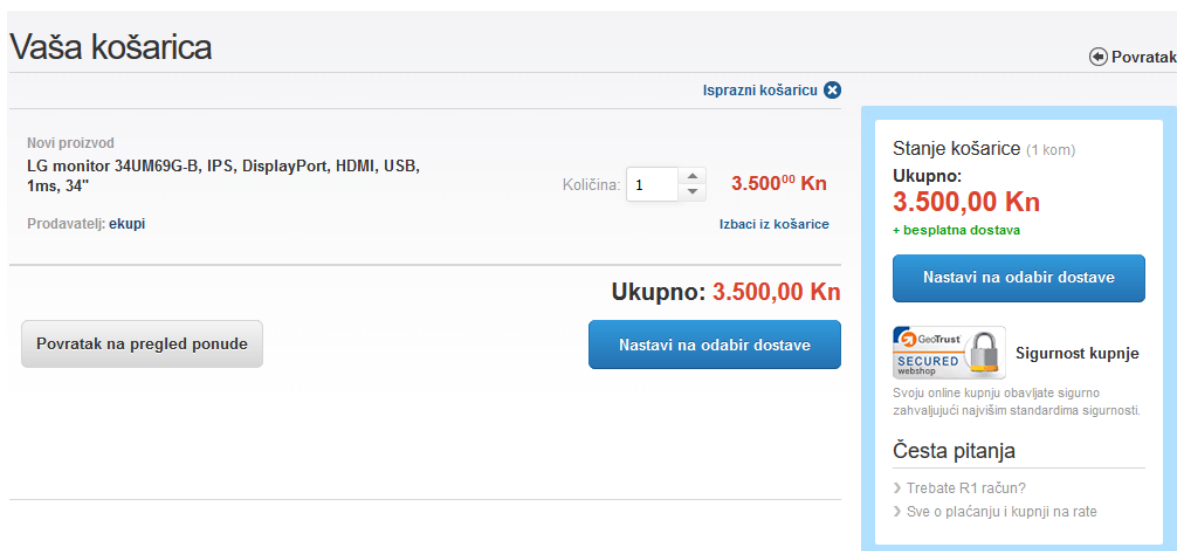 Vaša košarica
Povratak
Isprazni košaricu
Novi proizvod
LG monitor 34UM69G-B, IPS, DisplayPort, HDMI, USB,
1ms, 34"
Količina: 1 3.500⁰⁰ Kn
Prodavatelj: ekupi
Izbaci iz košarice
Ukupno: 3.500,00 Kn
Povratak na pregled ponude
Nastavi na odabir dostave
Stanje košarice (1 kom)
Ukupno:
3.500,00 Kn
+ besplatna dostava
Nastavi na odabir dostave
GeoTrust
SECURED
webshop
Sigurnost kupnje
Svoju online kupnju obavljate sigurno
zahvaljujući najvišim standardima sigurnosti.
Česta pitanja
Trebate R1 račun?
Sve o plaćanju i kupnji na rate